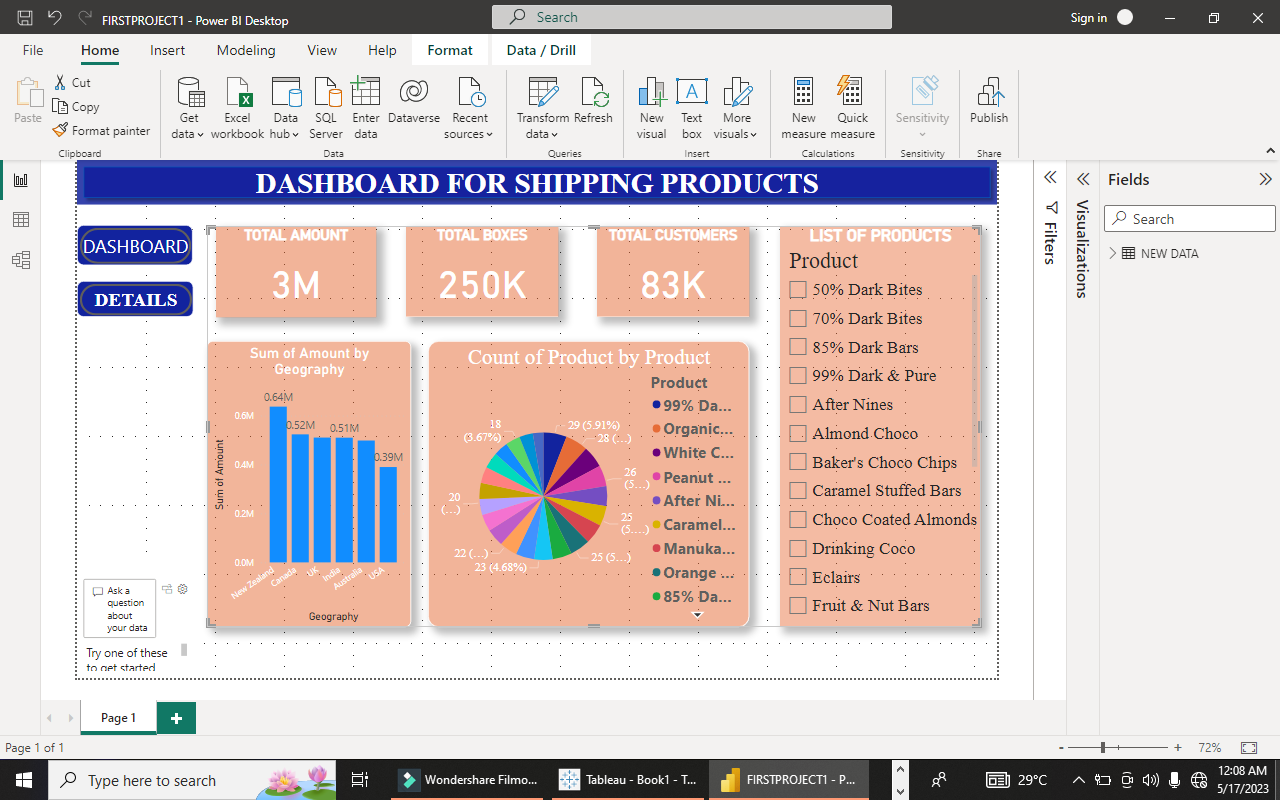 FIRSTPROJECT1 - Power BI Desktop
Search
Sign in
File
Home
Insert
Modeling
View
Help
Format
Data / Drill
Paste
Cut
Copy
Format painter
Get data
Excel workbook
Data hub
SQL Server
Enter data
Dataverse
Recent sources
Transform data
Refresh
New visual
Text box
More visuals
New measure
Quick measure
Sensitivity
Publish
Clipboard
Data
Queries
Insert
Calculations
Sensitivity
Share
DASHBOARD FOR SHIPPING PRODUCTS
DASHBOARD
DETAILS
TOTAL AMOUNT
3M
TOTAL BOXES
250K
TOTAL CUSTOMERS
83K
LIST OF PRODUCTS
Product
50% Dark Bites
70% Dark Bites
85% Dark Bars
99% Dark & Pure
After Nines
Almond Choco
Baker's Choco Chips
Caramel Stuffed Bars
Choco Coated Almonds
Drinking Coco
Eclairs
Fruit & Nut Bars
Sum of Amount by
Geography
0.64M
0.52M
0.51M
0.39M
0.6M
0.4M
0.2M
0.0M
Sum of Amount
New Zealand
Canada
UK
India
Australia
USA
Geography
Count of Product by Product
18
(3.67%)
29 (5.91%)
28 (...)
26
(5...)
25
(5....)
25 (5...)
23 (4.68%)
22 (...)
20
(...)
Product
99% Da...
Organic...
White C...
Peanut ...
After Ni...
Caramel...
Manuka...
Orange ...
85% Da...
Ask a
question
about
your data
Try one of these
to get started
Filters
Visualizations
Fields
Search
NEW DATA
Page 1
Page 1 of 1
72%
Type here to search
Wondershare Filmo...
Tableau - Book1 - T...
FIRSTPROJECT1 - P...
29°C
12:08 AM
5/17/2023